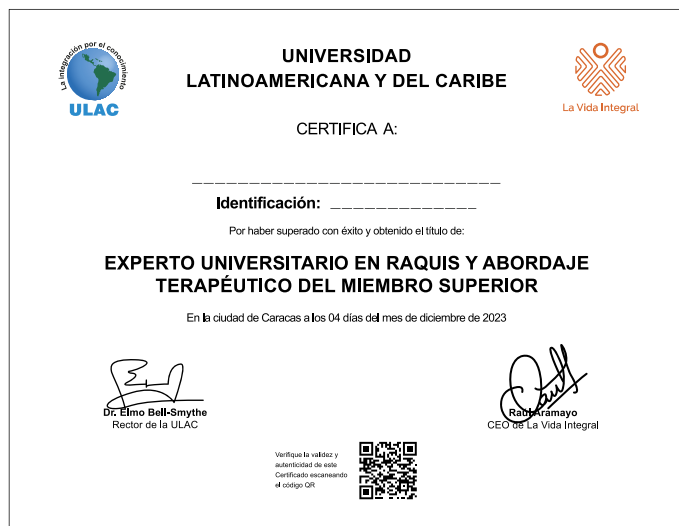 La integración por el conocimiento
ULAC
UNIVERSIDAD
LATINOAMERICANA Y DEL CARIBE
La Vida Integral
CERTIFICA A:
___________________________
Identificación: _____________
Por haber superado con éxito y obtenido el título de:
EXPERTO UNIVERSITARIO EN RAQUIS Y ABORDAJE
TERAPÉUTICO DEL MIEMBRO SUPERIOR
En la ciudad de Caracas a los 04 días del mes de diciembre de 2023
Dr. Elmo Bell-Smythe
Rector de la ULAC
Raúl Aramayo
CEO de La Vida Integral
Verifique la validez y
autenticidad de este
Certificado escaneando
el código QR